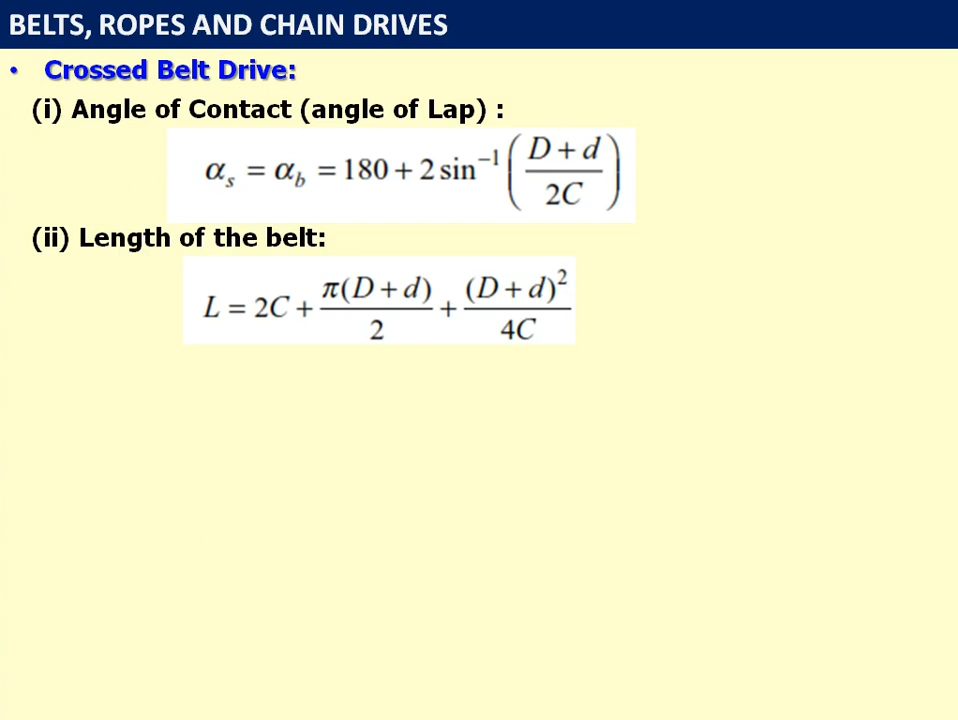 BELTS, ROPES AND CHAIN DRIVES
• Crossed Belt Drive:
(i) Angle of Contact (angle of Lap) :
αs = αb = 180 + 2 sin⁻¹ ( (D + d) / 2C )
(ii) Length of the belt:
L = 2C + π(D + d) / 2 + (D + d)² / 4C